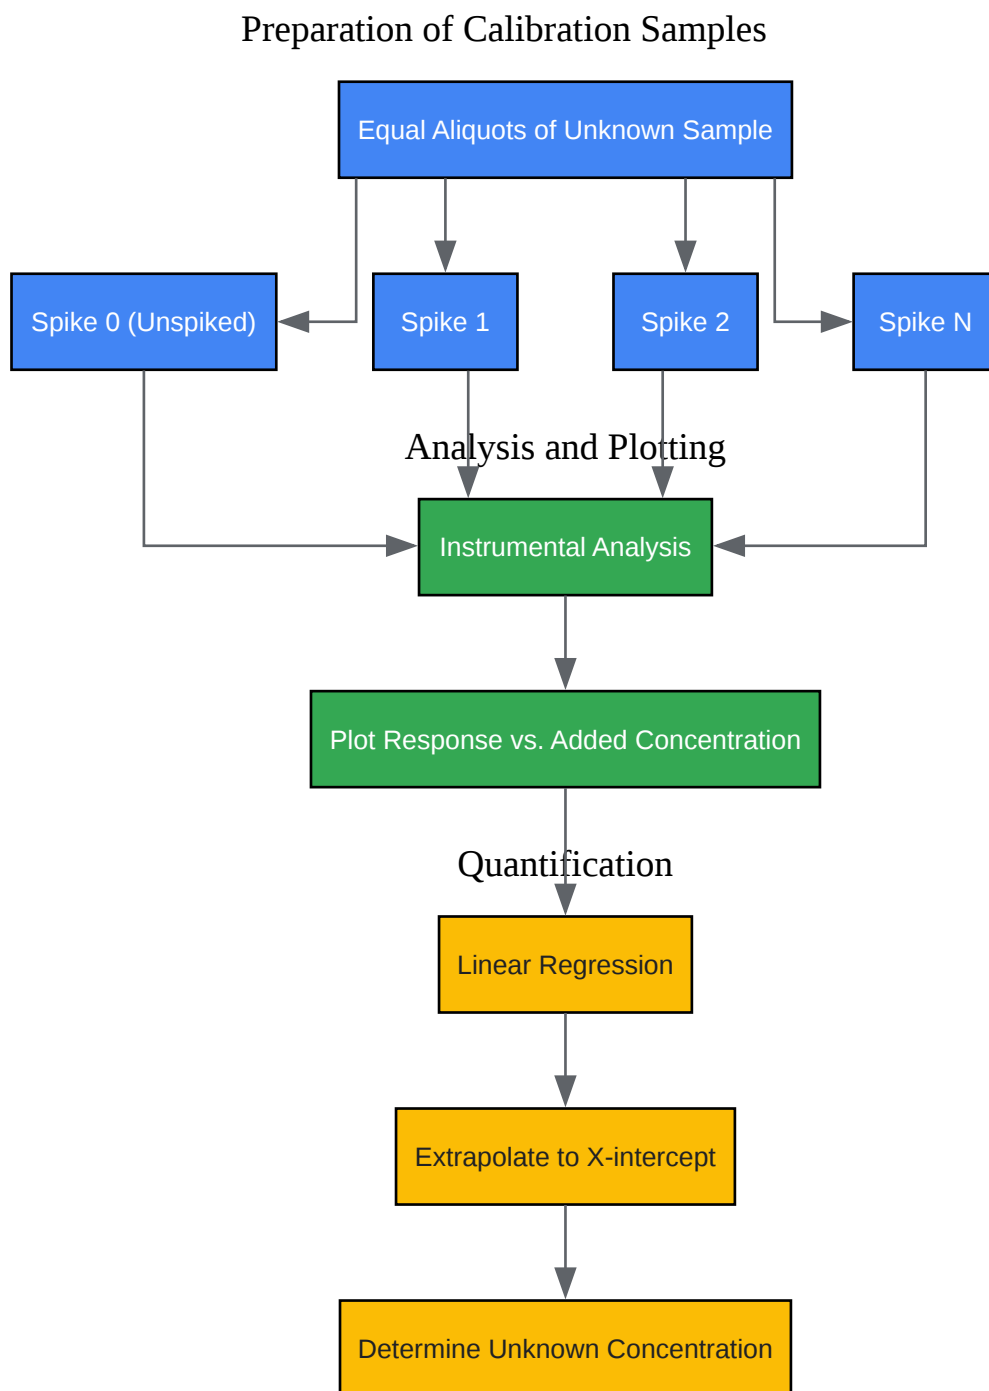 Preparation of Calibration Samples
Equal Aliquots of Unknown Sample
Spike 0 (Unspiked)
Spike 1
Spike 2
Spike N
Analysis and Plotting
Instrumental Analysis
Plot Response vs. Added Concentration
Quantification
Linear Regression
Extrapolate to X-intercept
Determine Unknown Concentration